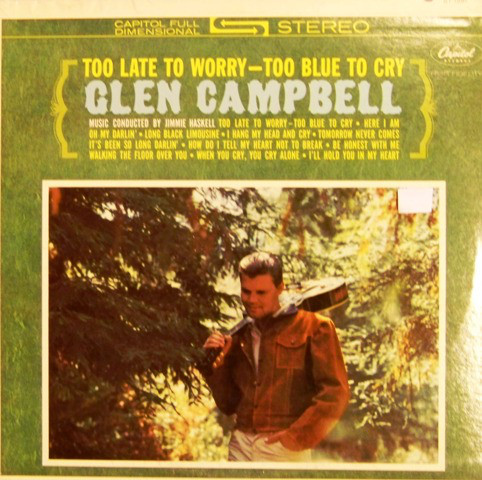 CAPITOL FULL DIMENSIONAL STEREO
Capitol
RECORDS
TOO LATE TO WORRY—TOO BLUE TO CRY
GLEN CAMPBELL
MUSIC CONDUCTED BY JIMMIE HASKELL TOO LATE TO WORRY—TOO BLUE TO CRY • HERE I AM
OH MY DARLIN' • LONG BLACK LIMOUSINE • I HANG MY HEAD AND CRY • TOMORROW NEVER COMES
IT'S BEEN SO LONG DARLIN' • HOW DO I TELL MY HEART NOT TO BREAK • BE HONEST WITH ME
WALKING THE FLOOR OVER YOU • WHEN YOU CRY, YOU CRY ALONE • I'LL HOLD YOU IN MY HEART